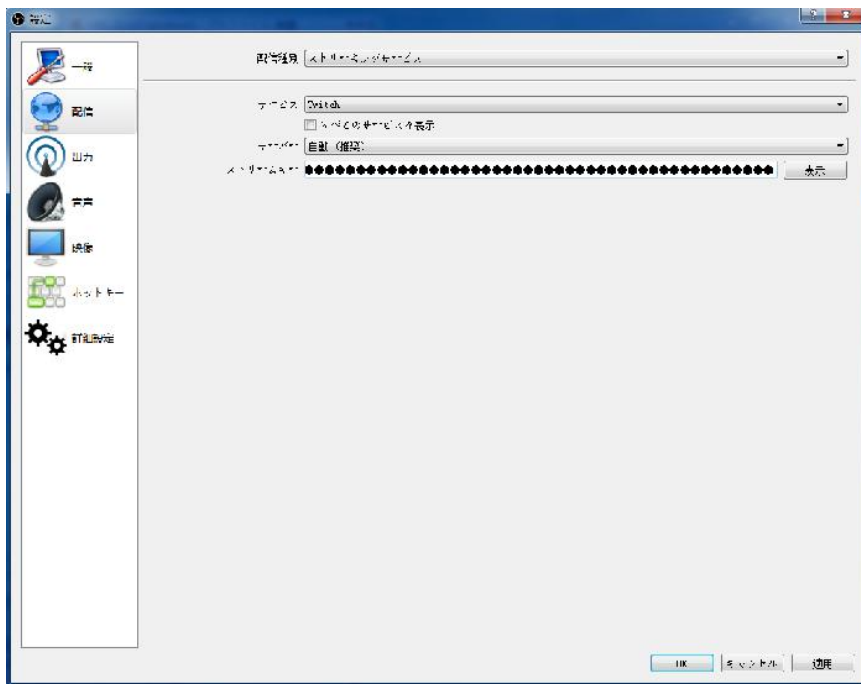 設定
一般
配信
出力
音声
映像
ホットキー
詳細設定
配信種別 ストリーミングサービス
サービス Twitch
すべてのサービスを表示
サーバー 自動 (推奨)
ストリームキー ●●●●●●●●●●●●●●●●●●●●●●●●●●●●●●●●●●●●●●●●●●●● 表示
OK キャンセル 適用